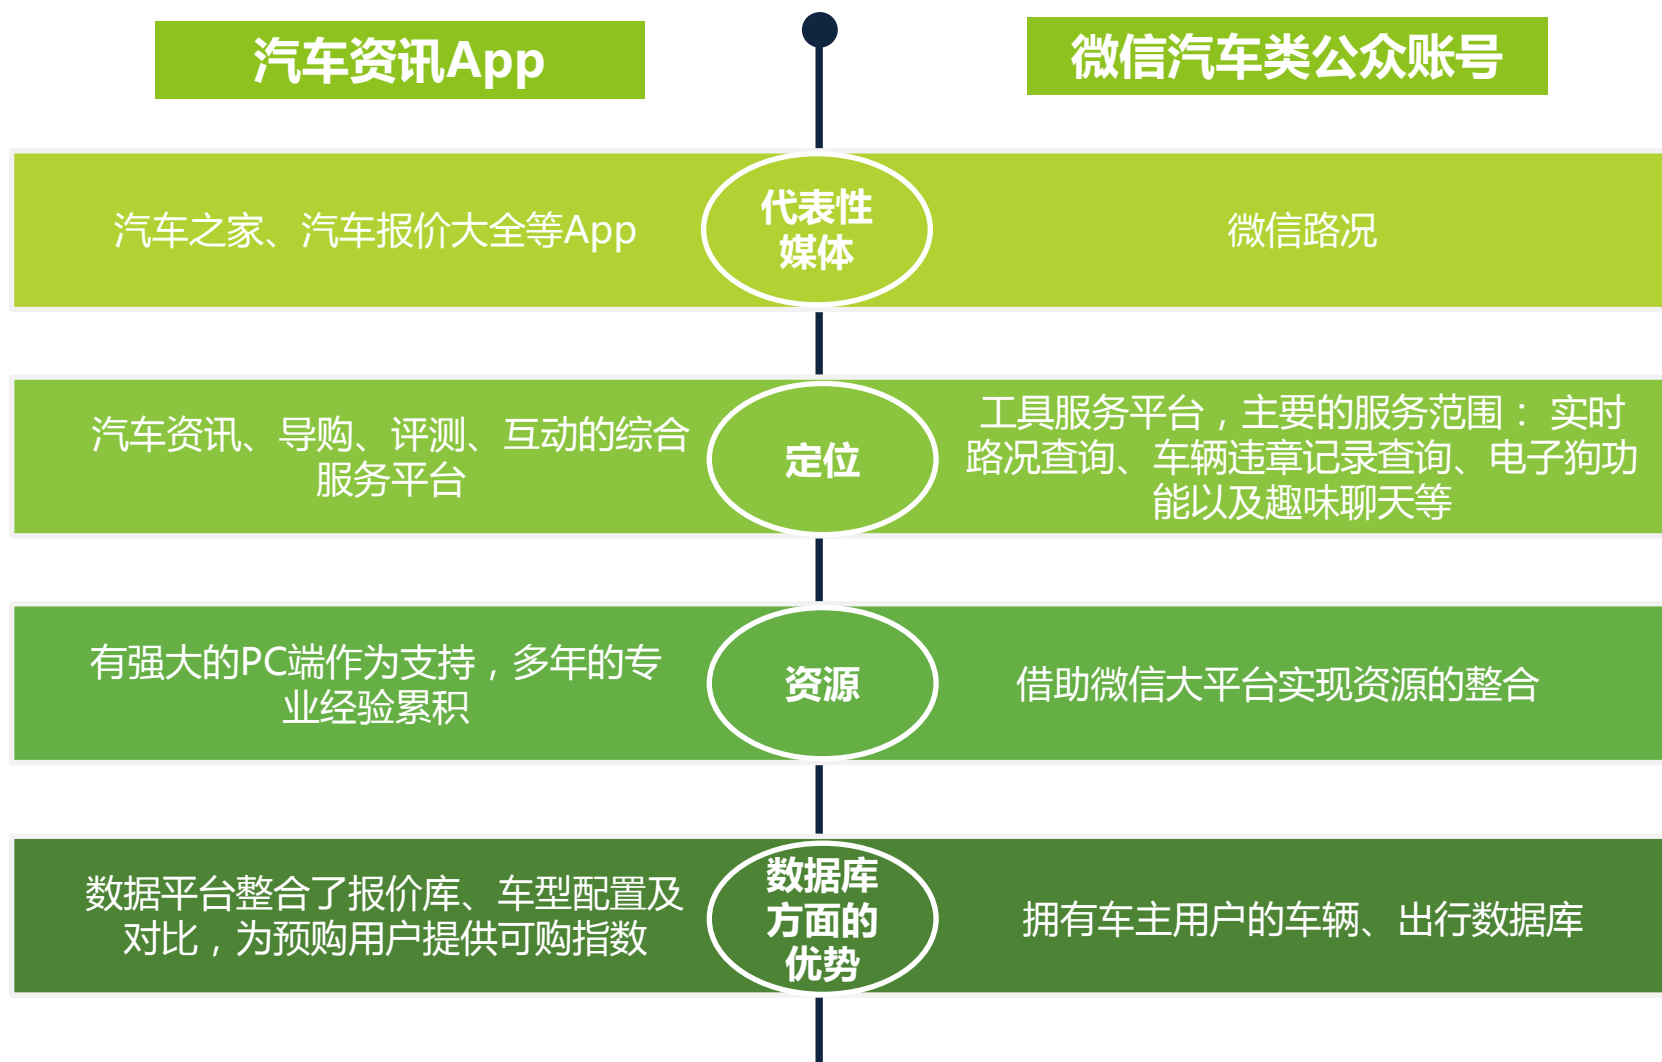 汽车资讯App
微信汽车类公众账号
汽车之家、汽车报价大全等App
代表性
媒体
微信路况
汽车资讯、导购、评测、互动的综合
服务平台
定位
工具服务平台，主要的服务范围： 实时
路况查询、车辆违章记录查询、电子狗功
能以及趣味聊天等
有强大的PC端作为支持，多年的专
业经验累积
资源
借助微信大平台实现资源的整合
数据平台整合了报价库、车型配置及
对比，为预购用户提供可购指数
数据库
方面的
优势
拥有车主用户的车辆、出行数据库